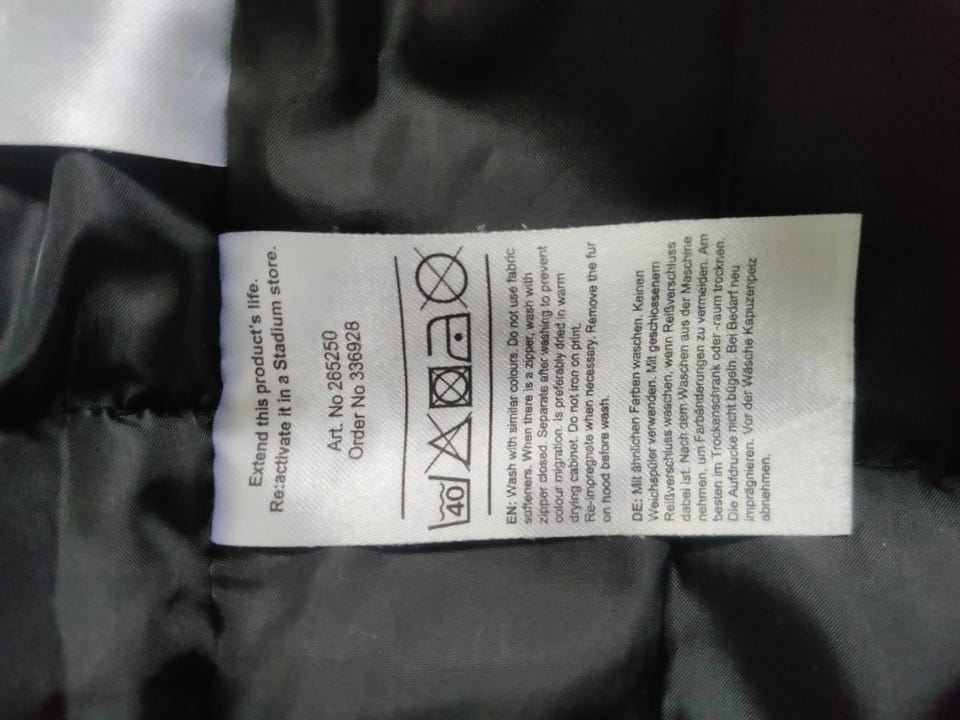 Extend this product's life.
Re:activate it in a Stadium store.
Art. No 265250
Order No 336928
40
EN: Wash with similar colours. Do not use fabric
softeners. When there is a zipper, wash with
zipper closed. Separate after washing to prevent
colour migration. Is preferably dried in warm
drying cabinet. Do not iron on print.
Re-impregnate when necessary. Remove the fur
on hood before wash.
DE: Mit ähnlichen Farben waschen. Keinen
Weichspüler verwenden. Mit geschlossenem
Reißverschluss waschen, wenn Reißverschluss
dabei ist. Nach dem Waschen aus der Maschine
nehmen, um Farbänderungen zu vermeiden. Am
besten im Trockenschrank oder -raum trocknen.
Die Aufdrucke nicht bügeln. Bei Bedarf neu
imprägnieren. Vor der Wäsche Kapuzenpelz
abnehmen.